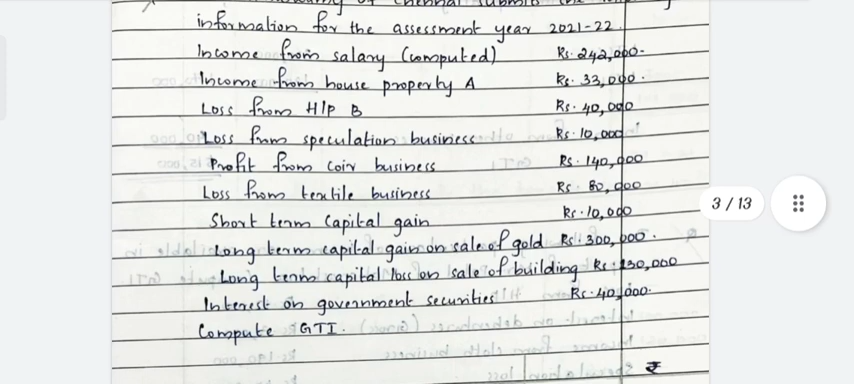 of Chennai submits the
information for the assessment year 2021-22.
Income from salary (computed) Rs. 242,000-
Income from house property A Rs. 33,000.
Loss from H/P B Rs. 40,000
Loss from speculation business Rs. 10,000
Profit from coir business Rs. 140,000
Loss from textile business Rs. 80,000
Short term capital gain Rs. 10,000
Long term capital gain on sale of gold Rs. 300,000.
Long term capital loss on sale of building Rs. 130,000
Interest on government securities Rs. 40,000.
Compute GTI.
₹
3 / 13